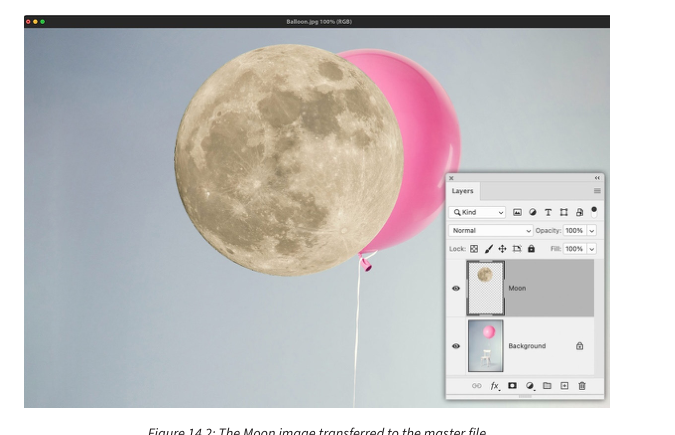 Balloon.jpg 100% (RGB)
Layers
Kind
Normal Opacity: 100%
Lock: Fill: 100%
Moon
Background
fx
Figure 14.2: The Moon image transferred to the master file